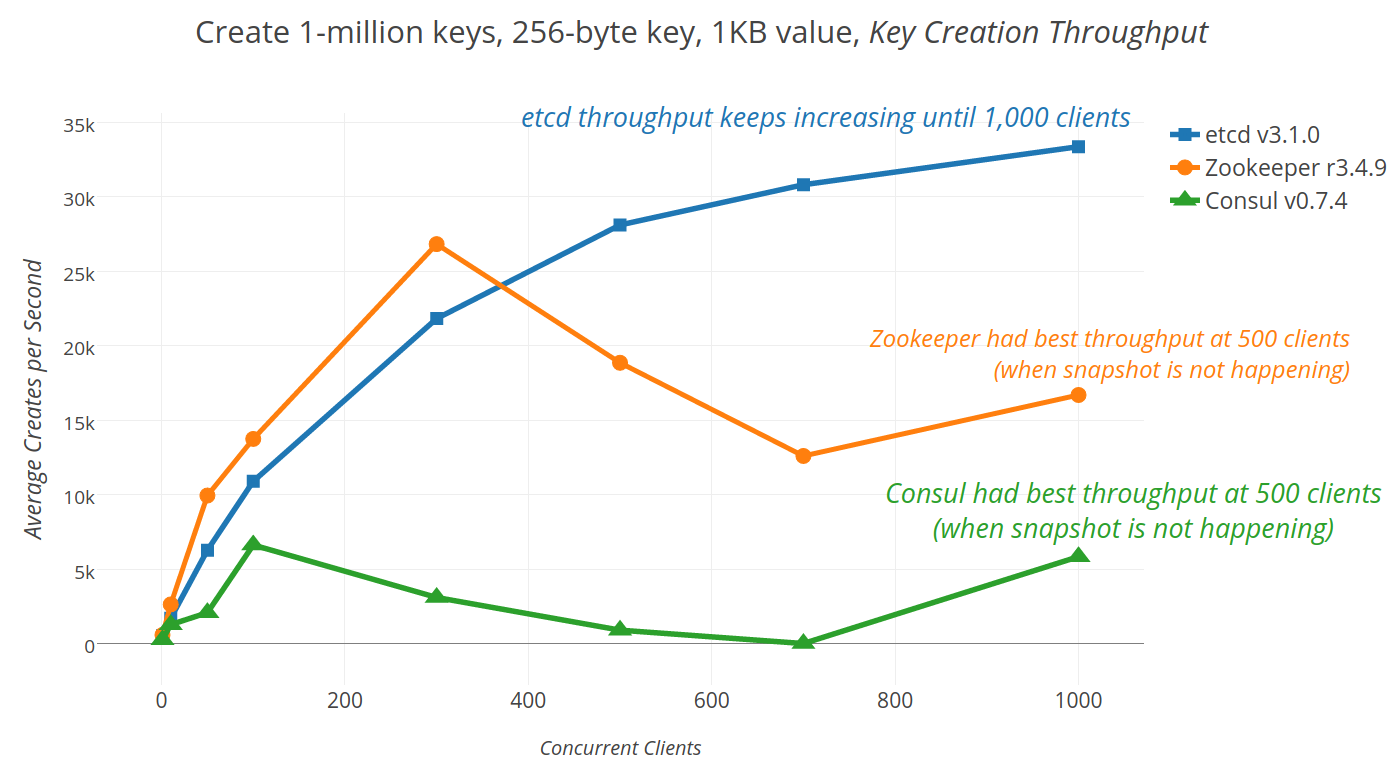 Create 1-million keys, 256-byte key, 1KB value, Key Creation Throughput
etcd throughput keeps increasing until 1,000 clients
etcd v3.1.0
Zookeeper r3.4.9
Consul v0.7.4
Zookeeper had best throughput at 500 clients
(when snapshot is not happening)
Consul had best throughput at 500 clients
(when snapshot is not happening)
Average Creates per Second
35k
30k
25k
20k
15k
10k
5k
0
0 200 400 600 800 1000
Concurrent Clients